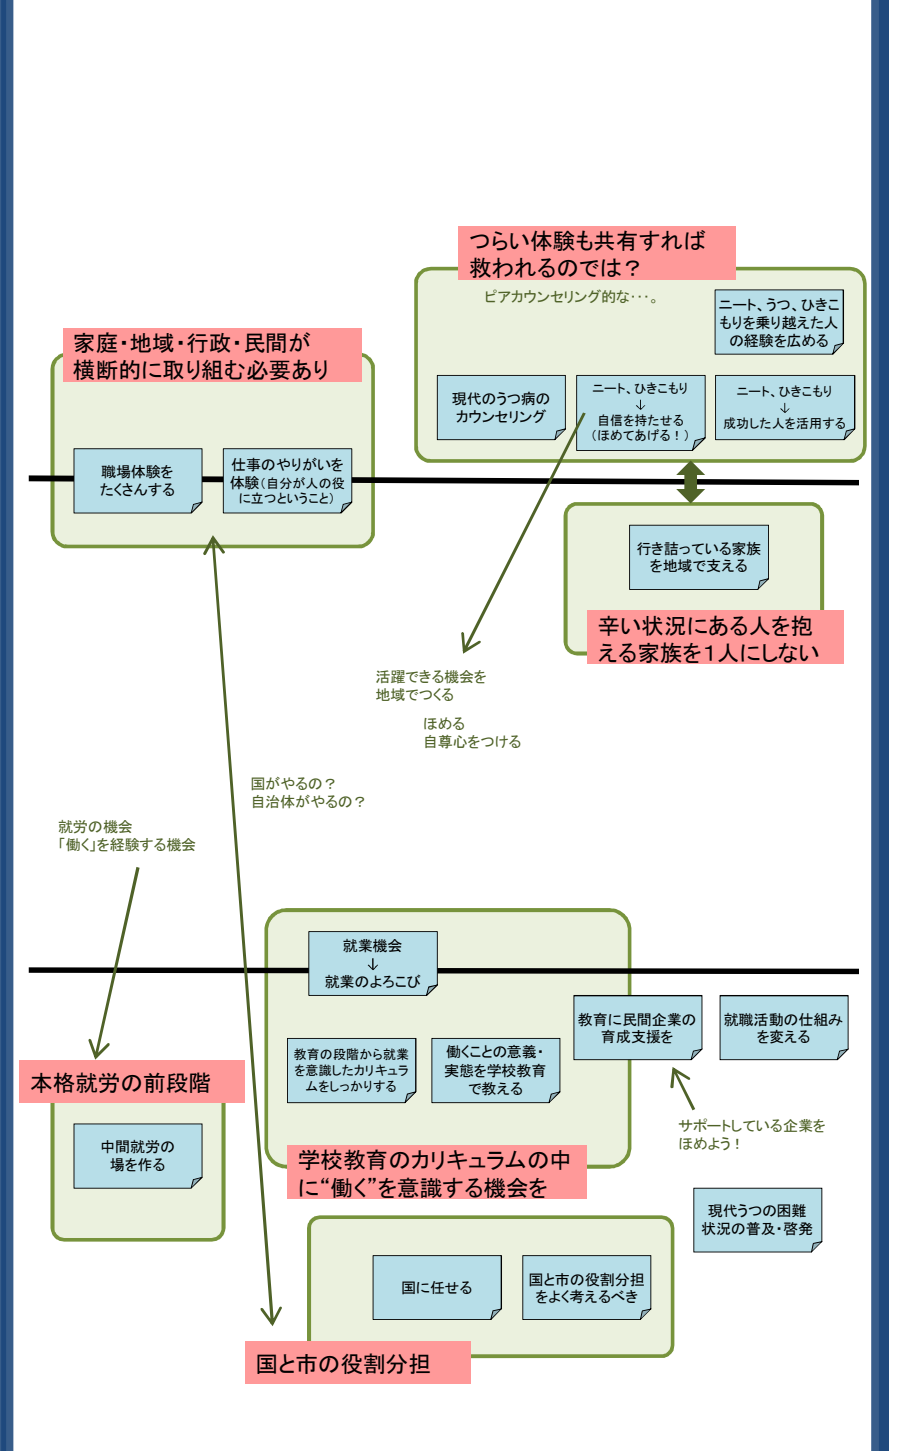 つらい体験も共有すれば
救われるのでは？
ピアカウンセリング的な･･･。
ニート、うつ、ひきこ
もりを乗り越えた人
の経験を広める
家庭・地域・行政・民間が
横断的に取り組む必要あり
現代のうつ病の
カウンセリング
ニート、ひきこもり
↓
自信を持たせる
（ほめてあげる！）
ニート、ひきこもり
↓
成功した人を活用する
職場体験を
たくさんする
仕事のやりがいを
体験（自分が人の役
に立つということ）
行き詰っている家族
を地域で支える
辛い状況にある人を抱
える家族を１人にしない
活躍できる機会を
地域でつくる
ほめる
自尊心をつける
国がやるの？
自治体がやるの？
就労の機会
「働く」を経験する機会
就業機会
↓
就業のよろこび
教育に民間企業の
育成支援を
就職活動の仕組み
を変える
教育の段階から就業
を意識したカリキュラ
ムをしっかりする
働くことの意義・
実態を学校教育
で教える
本格就労の前段階
サポートしている企業を
ほめよう！
中間就労の
場を作る
学校教育のカリキュラムの中
に“働く”を意識する機会を
現代うつの困難
状況の普及・啓発
国に任せる
国と市の役割分担
をよく考えるべき
国と市の役割分担